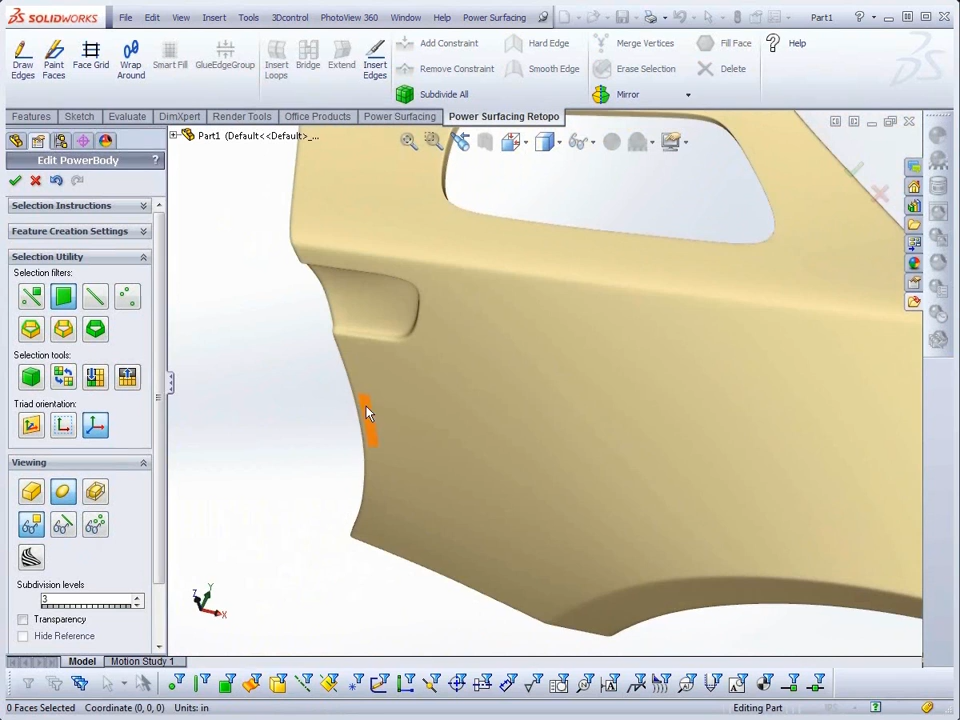 SOLIDWORKS File Edit View Insert Tools 3Dcontrol PhotoView 360 Window Help Power Surfacing Part1 ?
Draw Edges Paint Faces Face Grid Wrap Around Smart Fill GlueEdgeGroup Insert Loops Bridge Extend Insert Edges
Add Constraint Hard Edge Merge Vertices Fill Face ? Help
Remove Constraint Smooth Edge Erase Selection Delete
Subdivide All Mirror
Features Sketch Evaluate DimXpert Render Tools Office Products Power Surfacing Power Surfacing Retopo
Part1 (Default<<Default>_...
Edit PowerBody ?
Selection Instructions
Feature Creation Settings
Selection Utility
Selection filters:
Selection tools:
Triad orientation:
Viewing
Subdivision levels
3
Transparency
Hide Reference
Y
Z
X
Model Motion Study 1
0 Faces Selected Coordinate (0, 0, 0) Units: in Editing Part